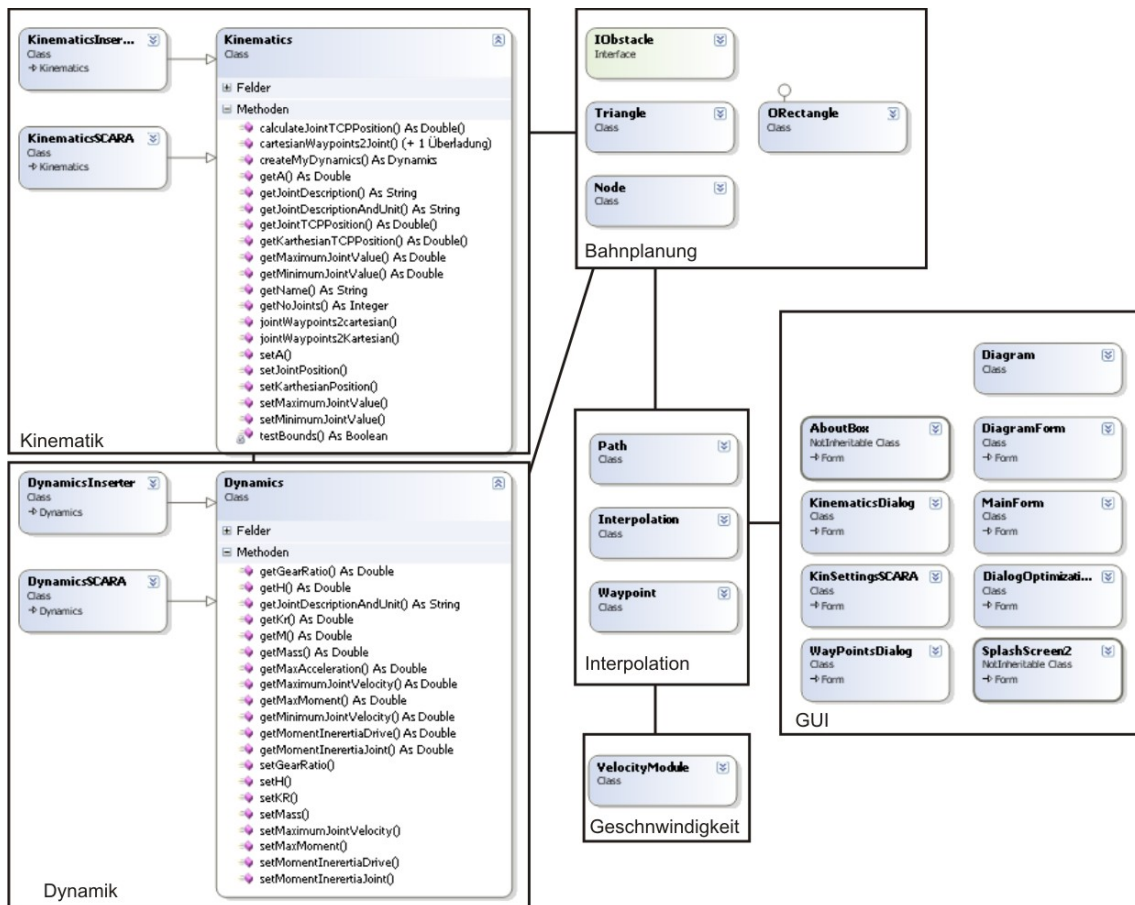 KinematicsInser...
Class
Kinematics
KinematicsSCARA
Class
Kinematics
Kinematics
Class
Felder
Methoden
calculateJointTCPPosition() As Double()
cartesianWaypoints2Joint() (+ 1 Überladung)
createMyDynamics() As Dynamics
getA() As Double
getJointDescription() As String
getJointDescriptionAndUnit() As String
getJointTCPPosition() As Double()
getKarthesianTCPPosition() As Double()
getMaximumJointValue() As Double
getMinimumJointValue() As Double
getName() As String
getNoJoints() As Integer
jointWaypoints2cartesian()
jointWaypoints2Kartesian()
setA()
setJointPosition()
setKarthesianPosition()
setMaximumJointValue()
setMinimumJointValue()
testBounds() As Boolean
Kinematik
DynamicsInserter
Class
Dynamics
DynamicsSCARA
Class
Dynamics
Dynamics
Class
Felder
Methoden
getGearRatio() As Double
getH() As Double
getJointDescriptionAndUnit() As String
getKr() As Double
getM() As Double
getMass() As Double
getMaxAcceleration() As Double
getMaximumJointVelocity() As Double
getMaxMoment() As Double
getMinimumJointVelocity() As Double
getMomentInerertiaDrive() As Double
getMomentInerertiaJoint() As Double
setGearRatio()
setH()
setKR()
setMass()
setMaximumJointVelocity()
setMaxMoment()
setMomentInerertiaDrive()
setMomentInerertiaJoint()
Dynamik
IObstacle
Interface
Triangle
Class
ORectangle
Class
Node
Class
Bahnplanung
Path
Class
Interpolation
Class
Waypoint
Class
Interpolation
VelocityModule
Class
Geschnwindigkeit
Diagram
Class
AboutBox
NotInheritable Class
Form
DiagramForm
Class
Form
KinematicsDialog
Class
Form
MainForm
Class
Form
KinSettingsSCARA
Class
Form
DialogOptimizati...
Class
Form
WayPointsDialog
Class
Form
SplashScreen2
NotInheritable Class
Form
GUI